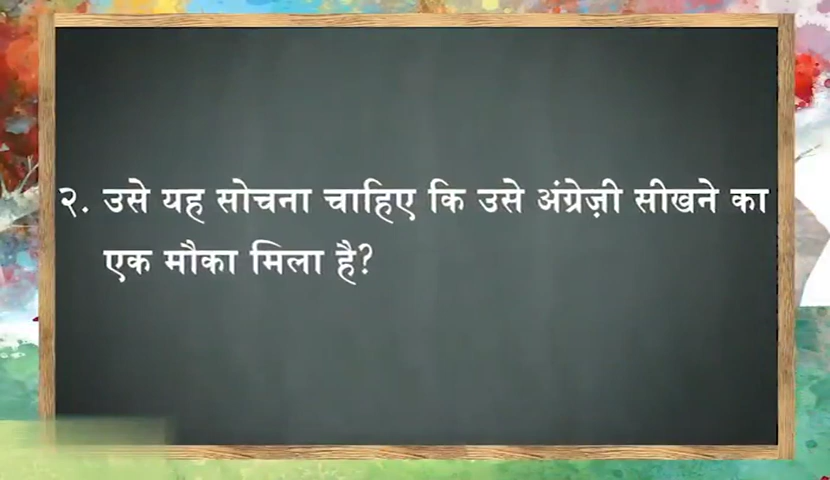 २. उसे यह सोचना चाहिए कि उसे अंग्रेज़ी सीखने का
एक मौका मिला है?